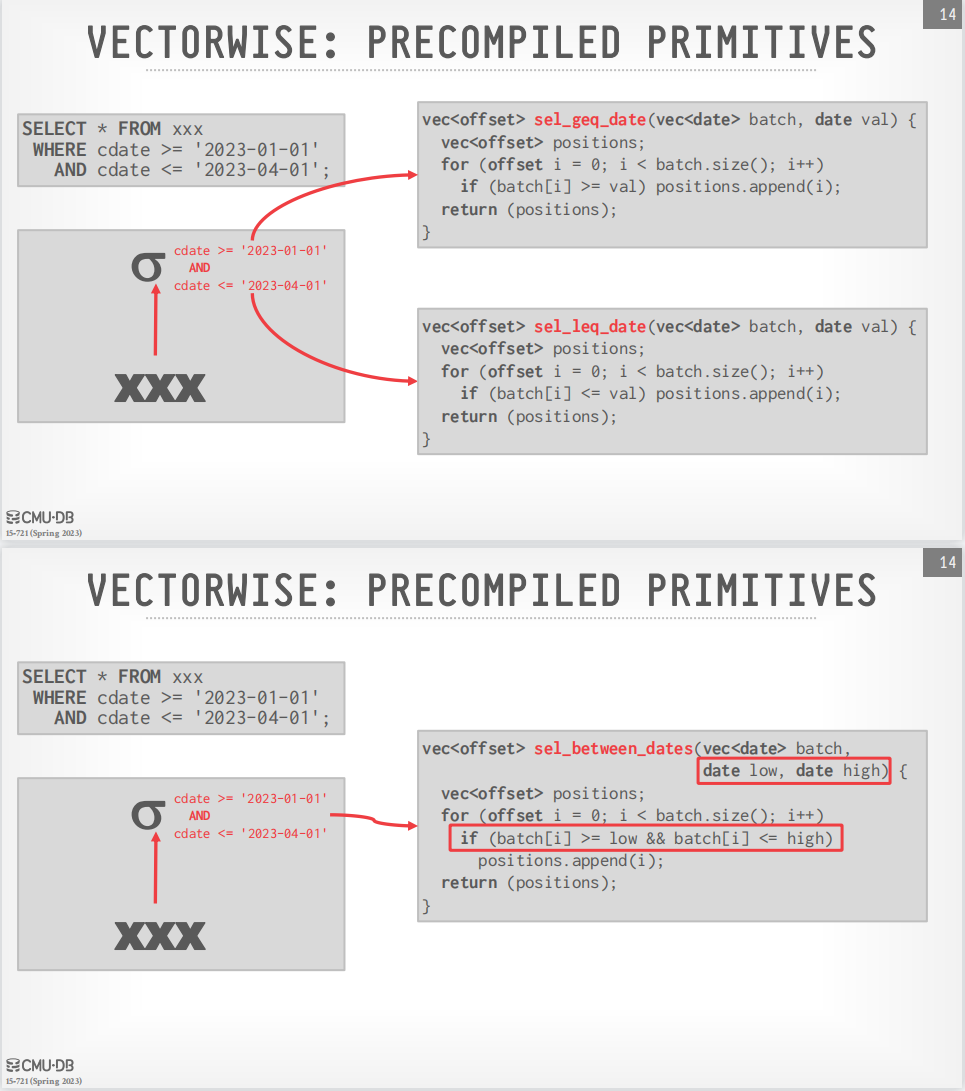 14
VECTORWISE: PRECOMPILED PRIMITIVES
SELECT * FROM xxx
WHERE cdate >= '2023-01-01'
AND cdate <= '2023-04-01';
σ
cdate >= '2023-01-01'
AND
cdate <= '2023-04-01'
xxx
vec<offset> sel_geq_date(vec<date> batch, date val) {
vec<offset> positions;
for (offset i = 0; i < batch.size(); i++)
if (batch[i] >= val) positions.append(i);
return (positions);
}
vec<offset> sel_leq_date(vec<date> batch, date val) {
vec<offset> positions;
for (offset i = 0; i < batch.size(); i++)
if (batch[i] <= val) positions.append(i);
return (positions);
}
CMU·DB
15-721 (Spring 2023)
14
VECTORWISE: PRECOMPILED PRIMITIVES
SELECT * FROM xxx
WHERE cdate >= '2023-01-01'
AND cdate <= '2023-04-01';
σ
cdate >= '2023-01-01'
AND
cdate <= '2023-04-01'
xxx
vec<offset> sel_between_dates(vec<date> batch,
date low, date high) {
vec<offset> positions;
for (offset i = 0; i < batch.size(); i++)
if (batch[i] >= low && batch[i] <= high)
positions.append(i);
return (positions);
}
CMU·DB
15-721 (Spring 2023)